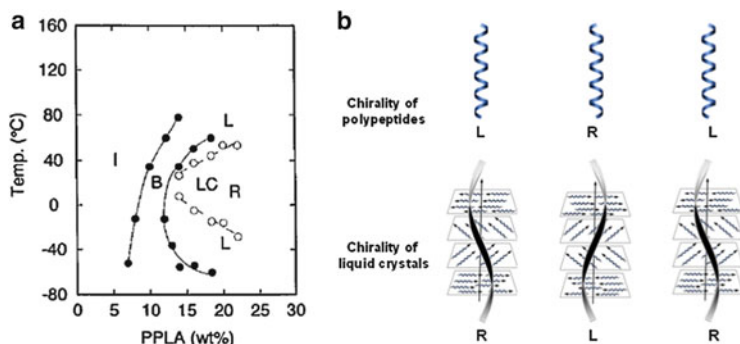 a
160
120
80
40
0
-40
-80
Temp. (°C)
I
B
LC
L
R
L
0 5 10 15 20 25 30
PPLA (wt%)
b
Chirality of
polypeptides
L R L
Chirality of
liquid crystals
R L R